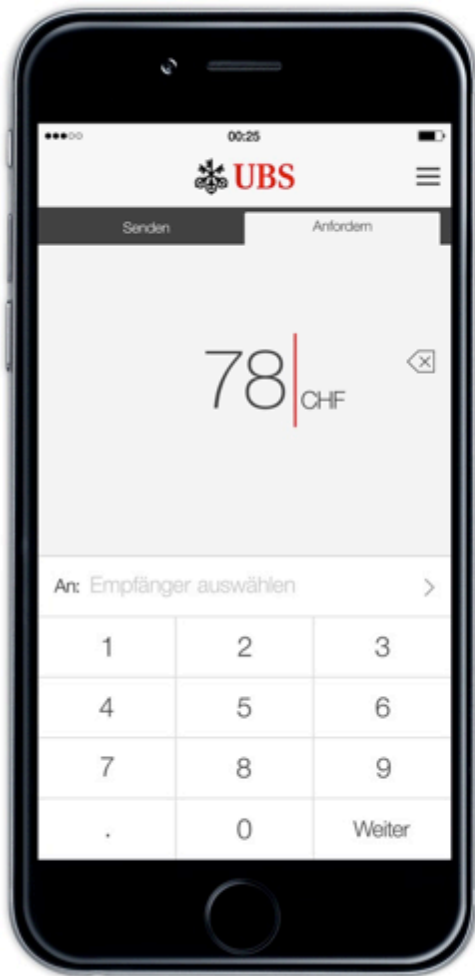 00:25
UBS
Senden Anfordern
78 CHF
An: Empfänger auswählen
1 2 3
4 5 6
7 8 9
. 0 Weiter